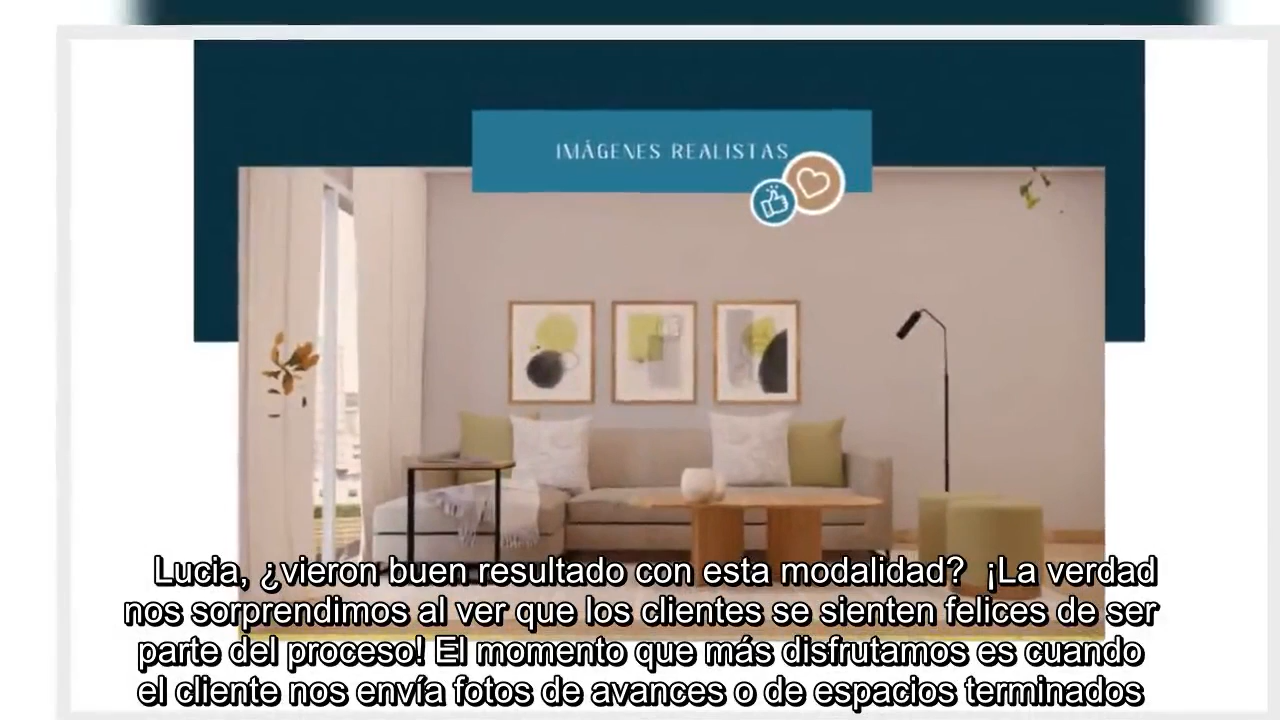 IMÁGENES REALISTAS
Lucia, ¿vieron buen resultado con esta modalidad? ¡La verdad
nos sorprendimos al ver que los clientes se sienten felices de ser
parte del proceso! El momento que más disfrutamos es cuando
el cliente nos envía fotos de avances o de espacios terminados